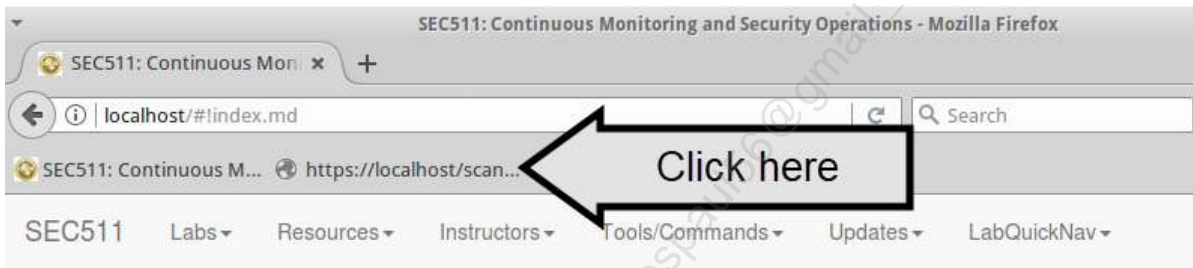 SEC511: Continuous Monitoring and Security Operations - Mozilla Firefox
SEC511: Continuous Moni
localhost/#!index.md
Search
SEC511: Continuous M... https://localhost/scan...
Click here
SEC511 Labs Resources Instructors Tools/Commands Updates LabQuickNav